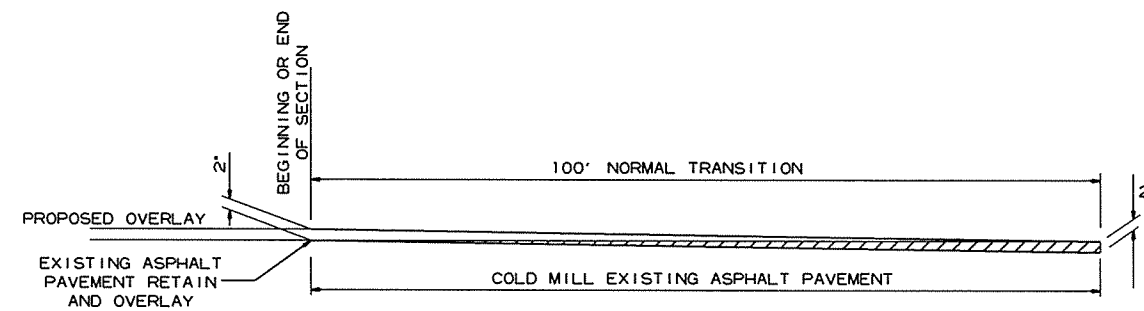 BEGINNING OR END
OF SECTION
2"
100' NORMAL TRANSITION
2
PROPOSED OVERLAY
EXISTING ASPHALT
PAVEMENT RETAIN
AND OVERLAY
COLD MILL EXISTING ASPHALT PAVEMENT